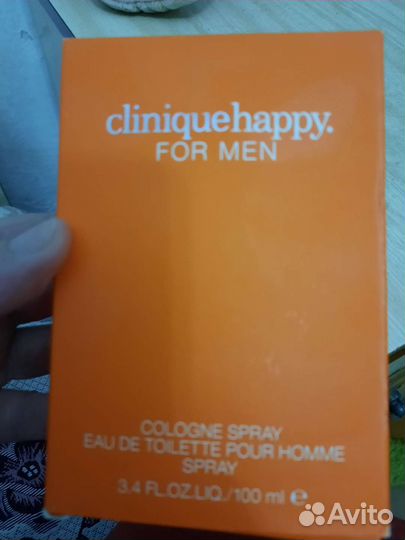 cliniquehappy.
FOR MEN
COLOGNE SPRAY
EAU DE TOILETTE POUR HOMME
SPRAY
3.4 FL.OZ.LIQ./100 ml ℮
Avito